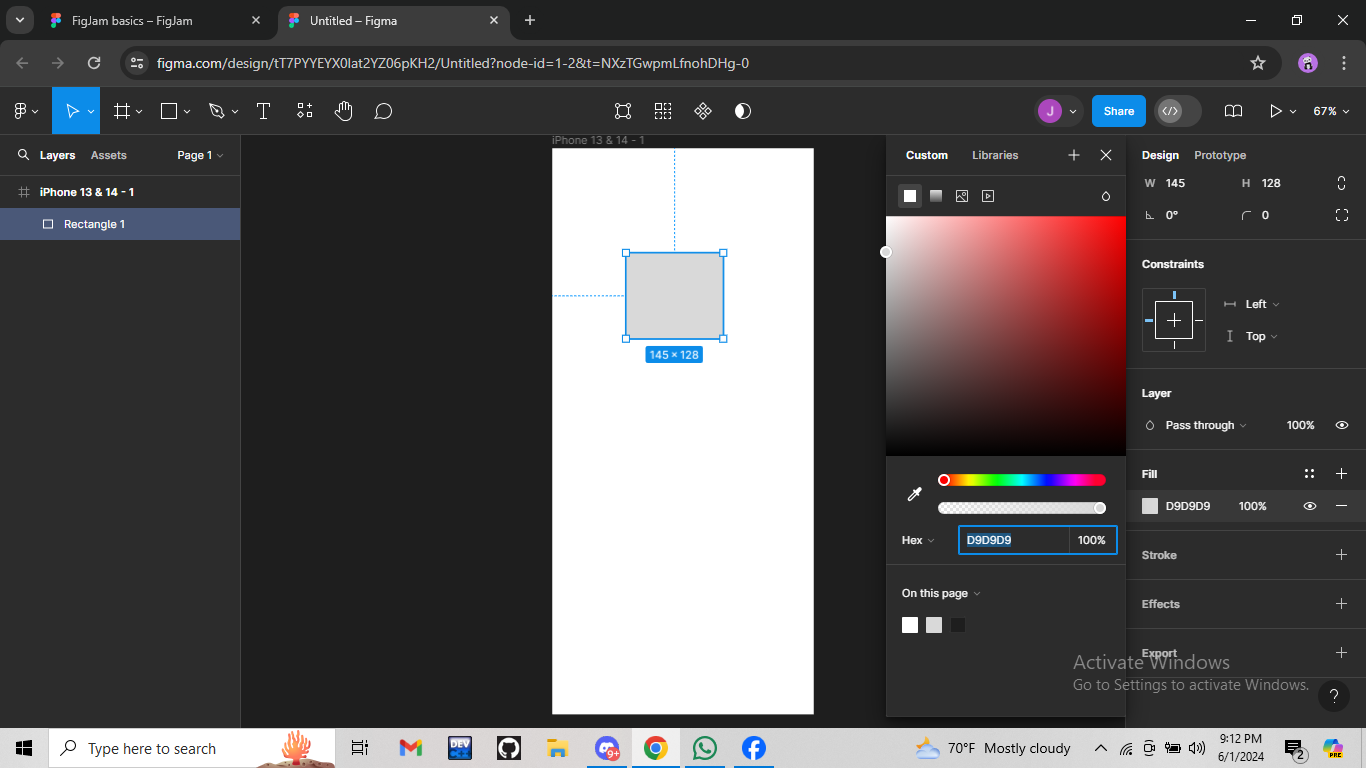 FigJam basics – FigJam
Untitled – Figma
figma.com/design/tT7PYYEYX0lat2YZ06pKH2/Untitled?node-id=1-2&t=NXzTGwpmLfnohDHg-0
J
Share
67%
Layers
Assets
Page 1
iPhone 13 & 14 - 1
Rectangle 1
iPhone 13 & 14 - 1
145 × 128
Custom
Libraries
Hex
D9D9D9
100%
On this page
Design
Prototype
W 145
H 128
0°
0
Constraints
Left
Top
Layer
Pass through
100%
Fill
D9D9D9
100%
Stroke
Effects
Export
Activate Windows
Go to Settings to activate Windows.
?
Type here to search
DEV
9+
70°F Mostly cloudy
9:12 PM
6/1/2024
2
PRE